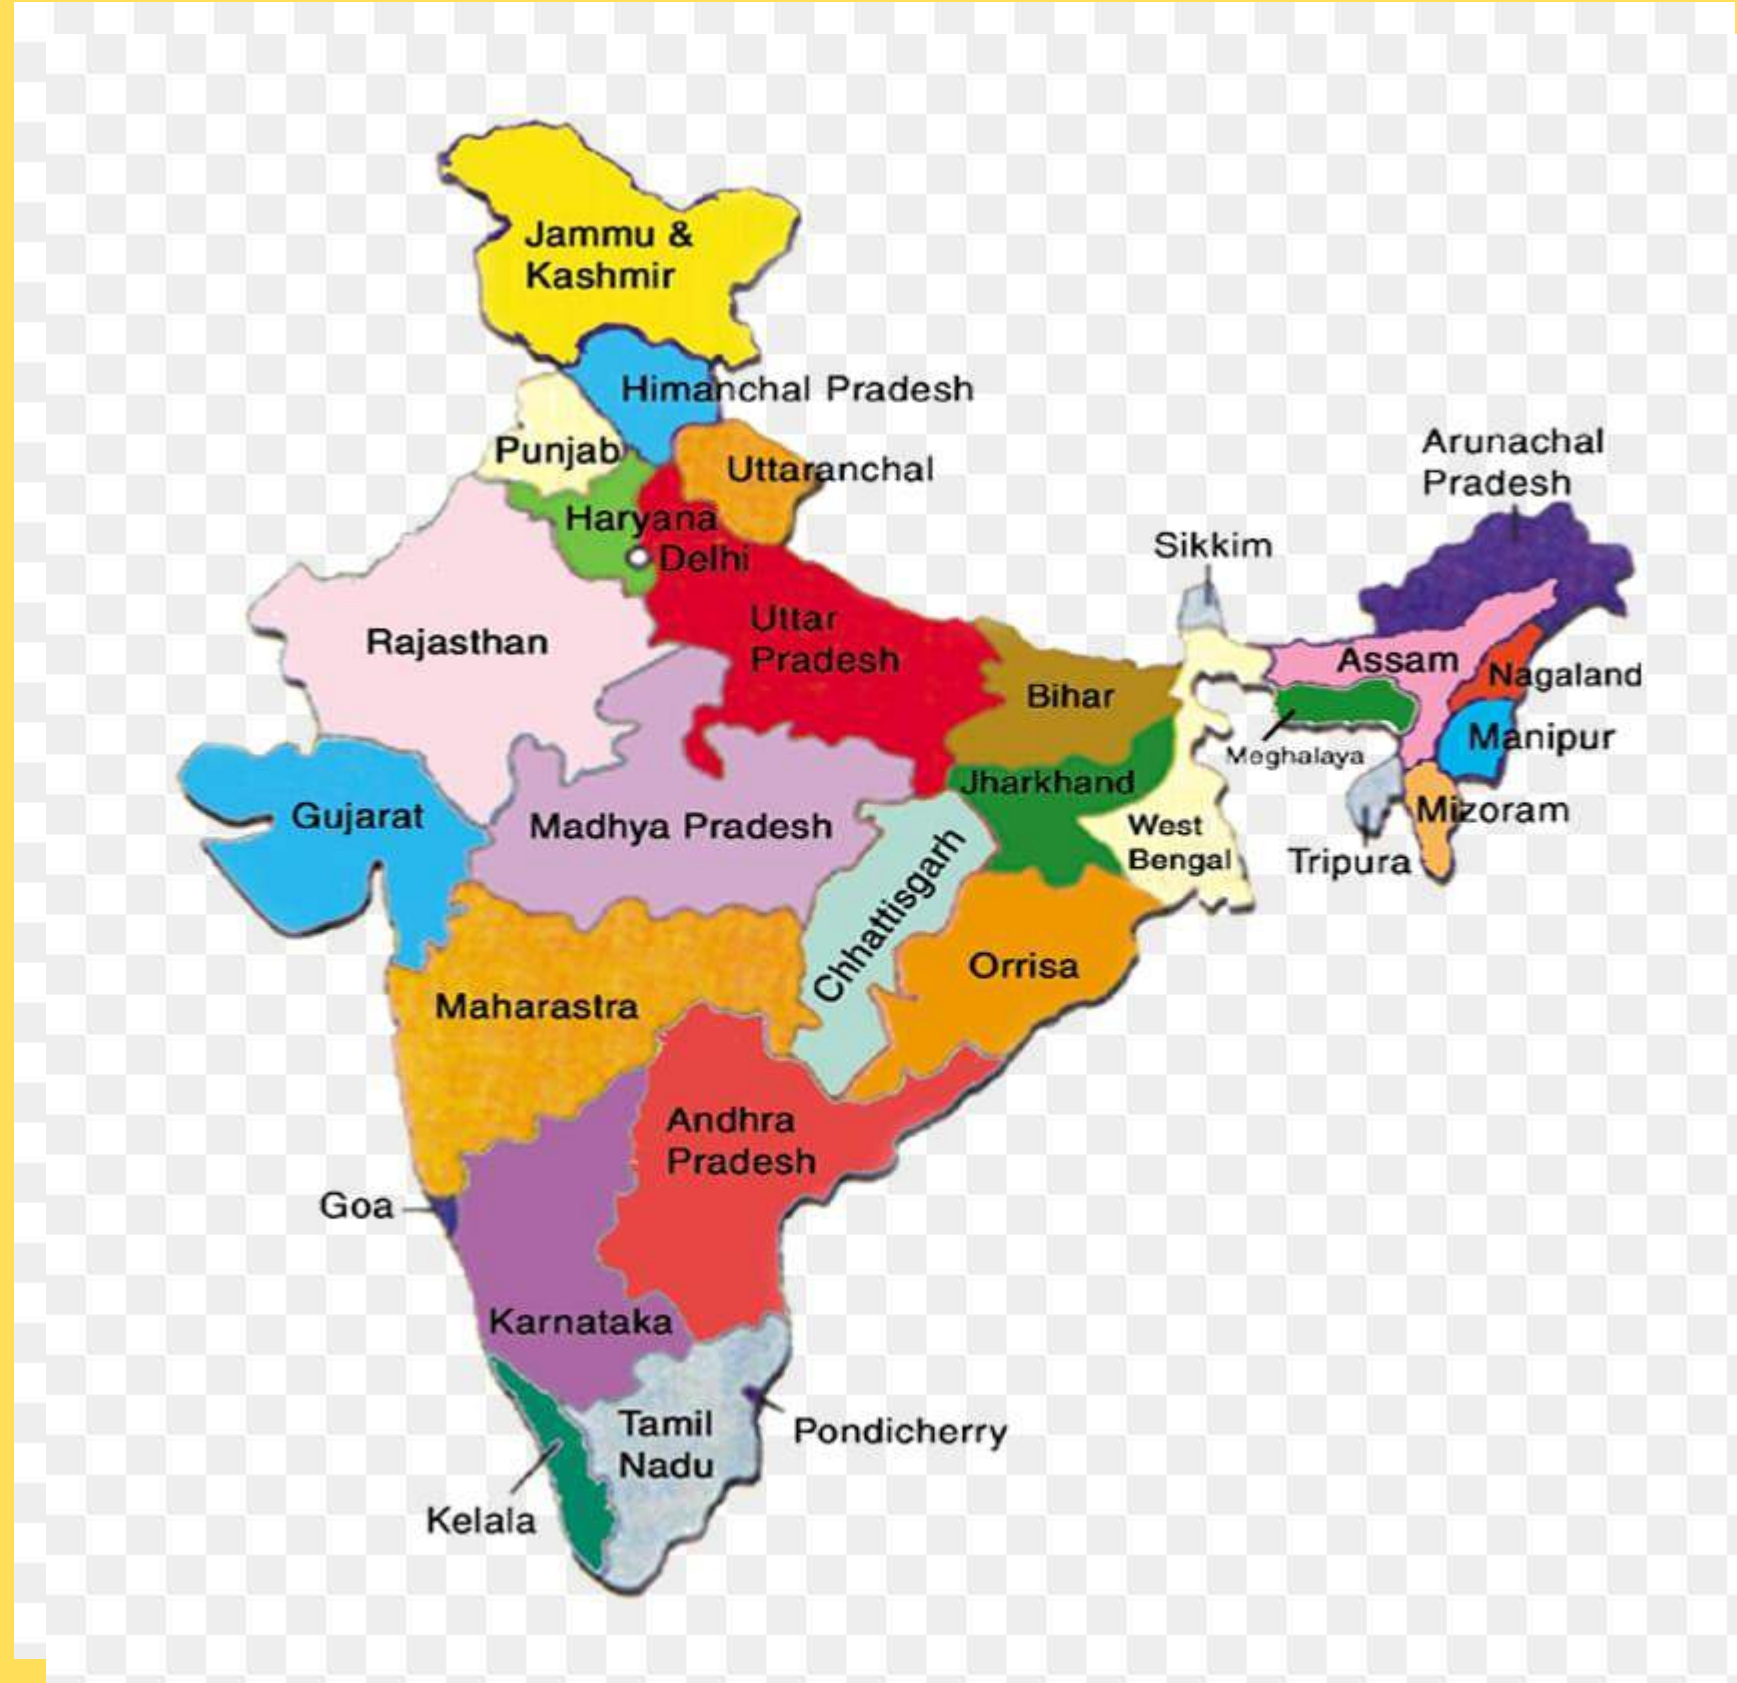 Jammu &
Kashmir
Himanchal Pradesh
Punjab
Uttaranchal
Arunachal
Pradesh
Haryana
Delhi
Sikkim
Uttar
Pradesh
Rajasthan
Assam
Nagaland
Bihar
Manipur
Meghalaya
Jharkhand
Gujarat
Madhya Pradesh
West
Bengal
Mizoram
Tripura
Chhattisgarh
Orrisa
Maharastra
Andhra
Pradesh
Goa
Karnataka
Tamil
Nadu
Pondicherry
Kelala